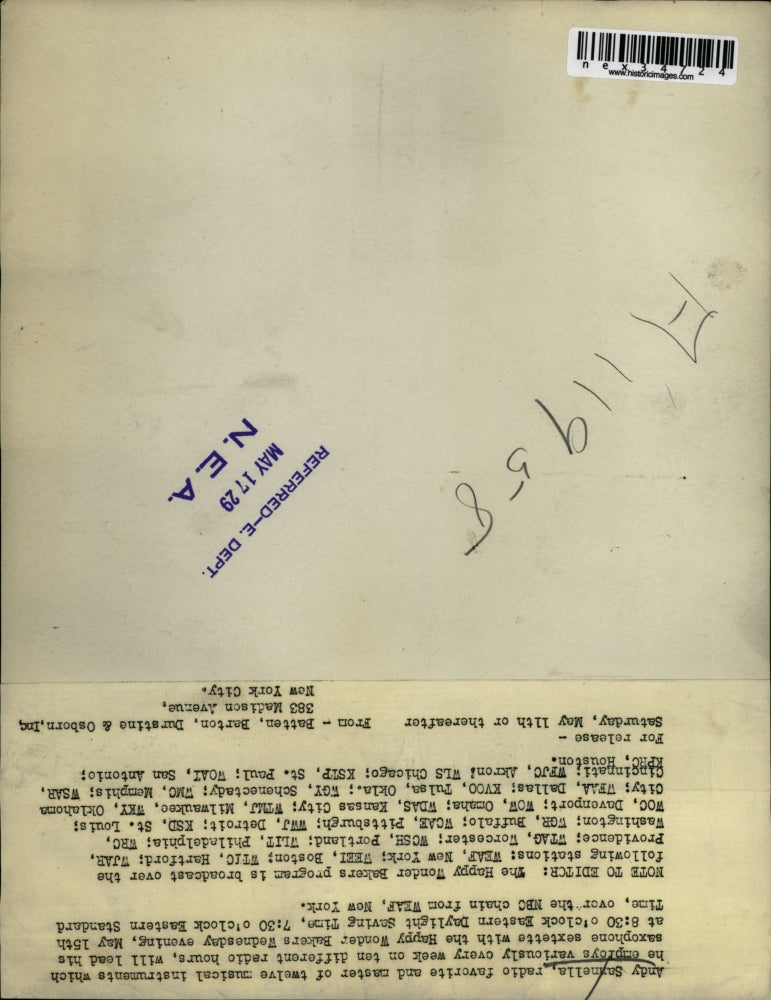 Andy Sannella, radio favorite and master of twelve musical instruments which
he employs variously every week on ten different radio hours, will lead his
saxophone sextette with the Happy Wonder Bakers Wednesday evening, May 15th
at 8:30 o'clock Eastern Daylight Saving Time, 7:30 o'clock Eastern Standard
Time, over the NBC chain from WEAF, New York.
NOTE TO EDITOR: The Happy Wonder Bakers program is broadcast over the
following stations: WEAF, New York; WEEI, Boston; WTIC, Hartford; WJAR,
Providence; WTAG, Worcester; WCSH, Portland; WLIT, Philadelphia; WRC,
Washington; WGR, Buffalo; WCAE, Pittsburgh; WWJ, Detroit; KSD, St. Louis;
WOC, Davenport; WOW, Omaha; WDAS, Kansas City; WTMJ, Milwaukee, WKY, Oklahoma
City; WFAA, Dallas; KVOO, Tulsa, Okla.; WGY, Schenectady; WMC, Memphis; WSAR,
Cincinnati; WFJC, Akron; WLS Chicago; KSTP, St. Paul; WOAI, San Antonio;
KPRC, Houston.
For release -
Saturday, May 11th or thereafter From - Batten, Barton, Durstine & Osborn, Inc,
383 Madison Avenue,
New York City.
REFERRED-E. DEPT.
MAY 17 29
N. E. A.
11958
nex34724
www.historicimages.com